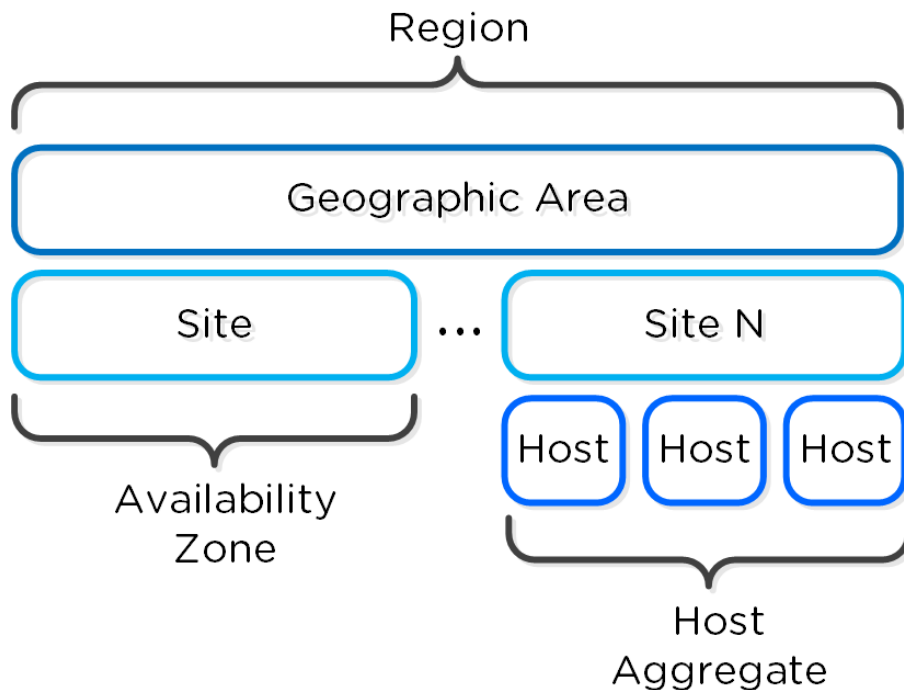 Region
Geographic Area
Site
...
Site N
Host
Host
Host
Availability
Zone
Host
Aggregate